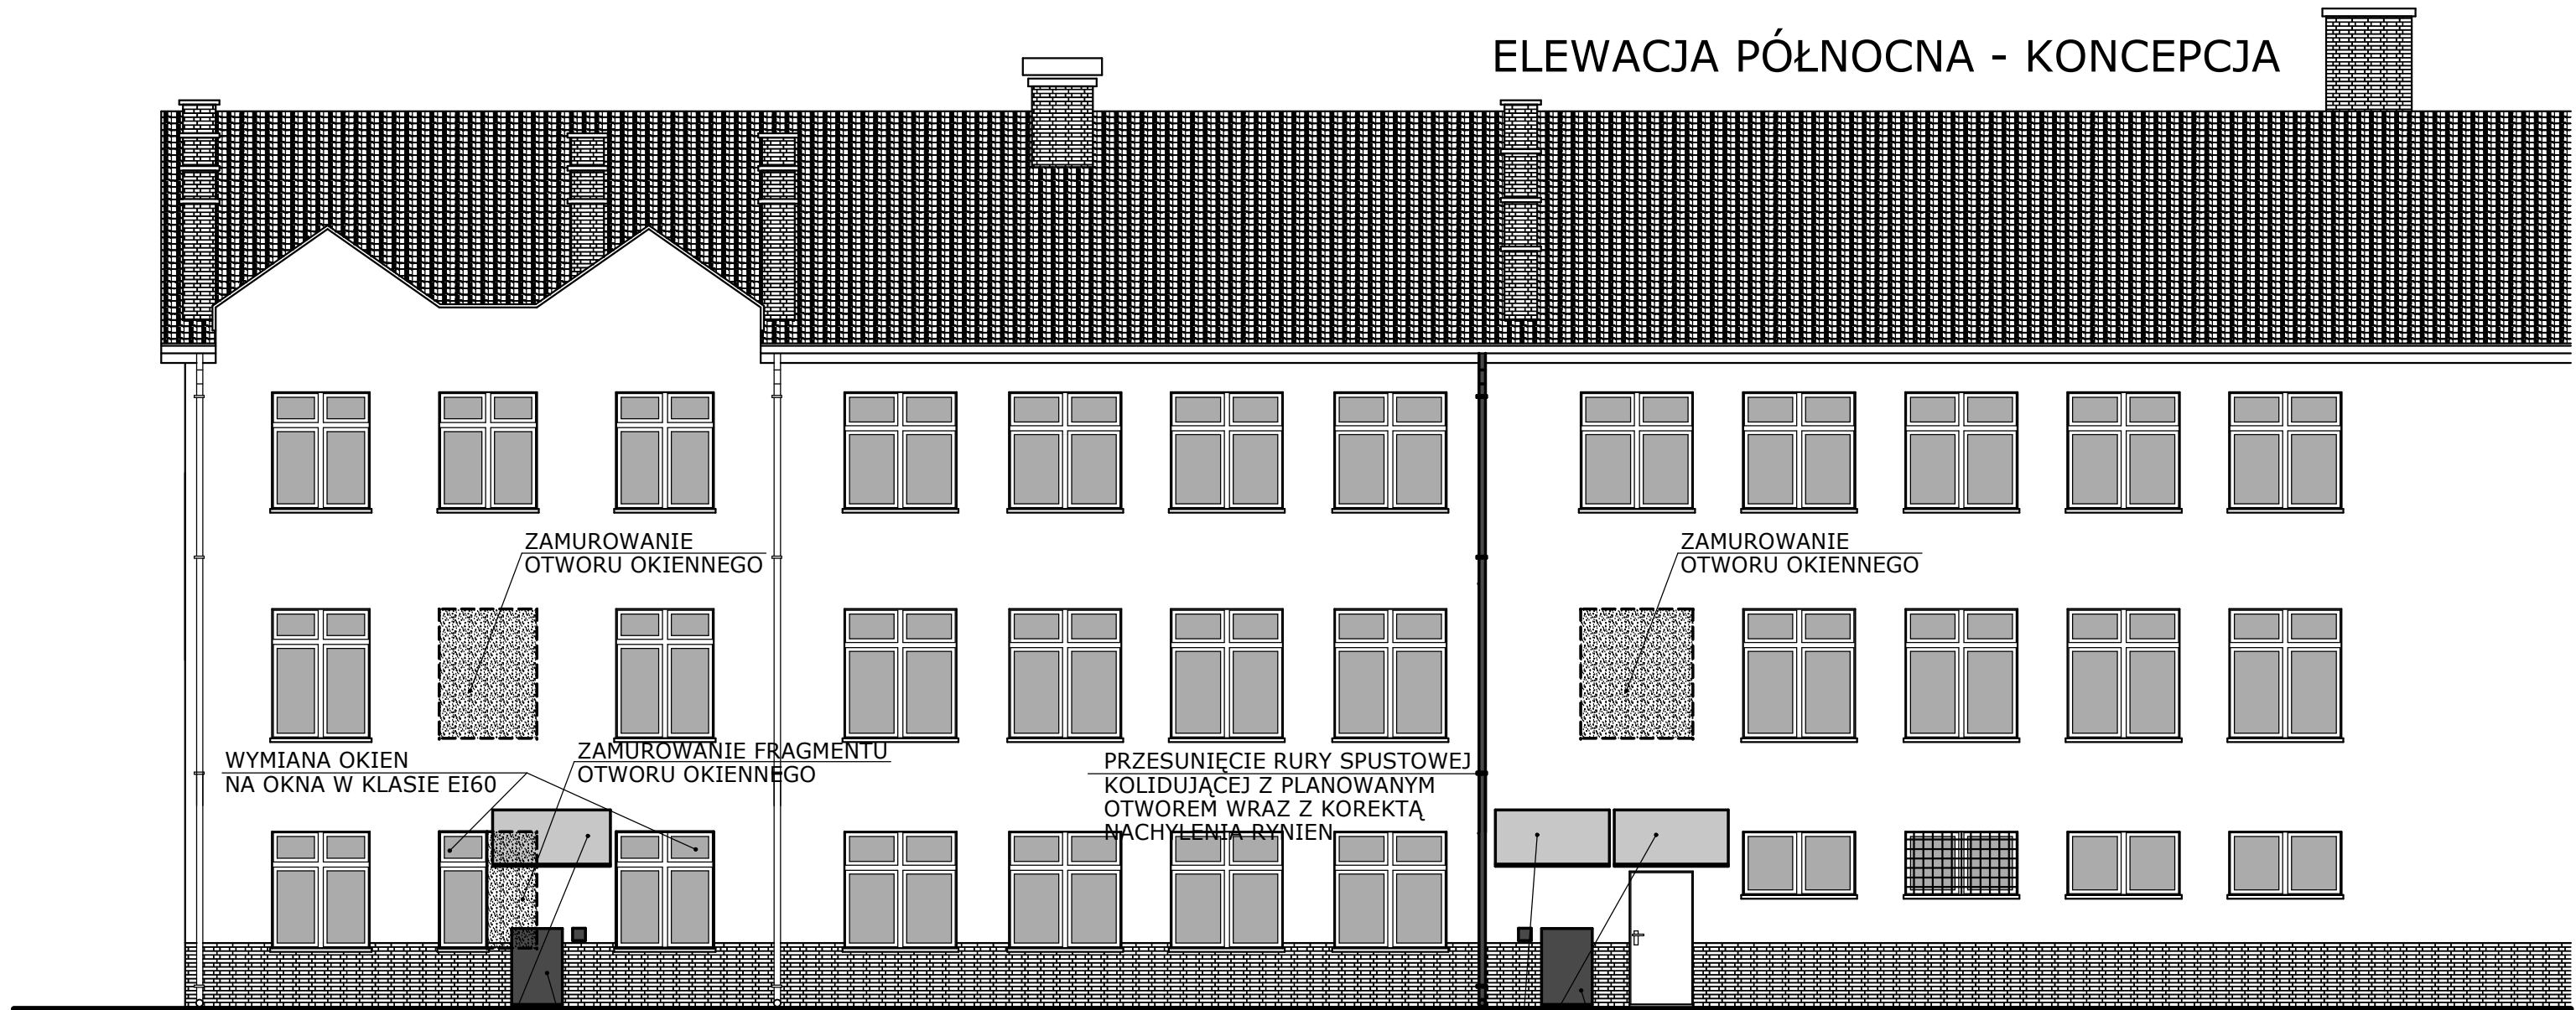 ELEWACJA PÓŁNOCNA - KONCEPCJA
ZAMUROWANIE
OTWORU OKIENNEGO
ZAMUROWANIE
OTWORU OKIENNEGO
WYMIANA OKIEN
NA OKNA W KLASIE EI60
ZAMUROWANIE FRAGMENTU
OTWORU OKIENNEGO
PRZESUNIĘCIE RURY SPUSTOWEJ
KOLIDUJĄCEJ Z PLANOWANYM
OTWOREM WRAZ Z KOREKTĄ
NACHYLENIA RYNIEN